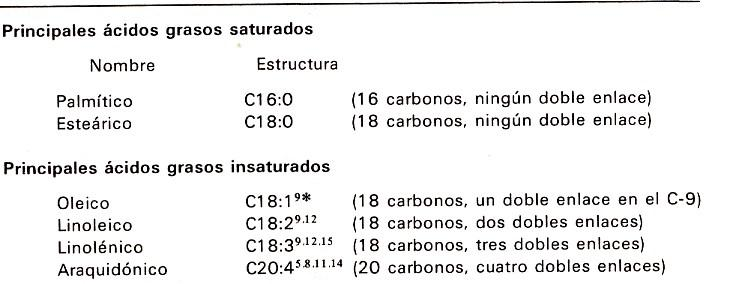 Principales ácidos grasos saturados
Nombre Estructura
Palmítico C16:0 (16 carbonos, ningún doble enlace)
Esteárico C18:0 (18 carbonos, ningún doble enlace)
Principales ácidos grasos insaturados
Oleico C18:1⁹* (18 carbonos, un doble enlace en el C-9)
Linoleico C18:2⁹·¹² (18 carbonos, dos dobles enlaces)
Linolénico C18:3⁹·¹²·¹⁵ (18 carbonos, tres dobles enlaces)
Araquidónico C20:4⁵·⁸·¹¹·¹⁴ (20 carbonos, cuatro dobles enlaces)